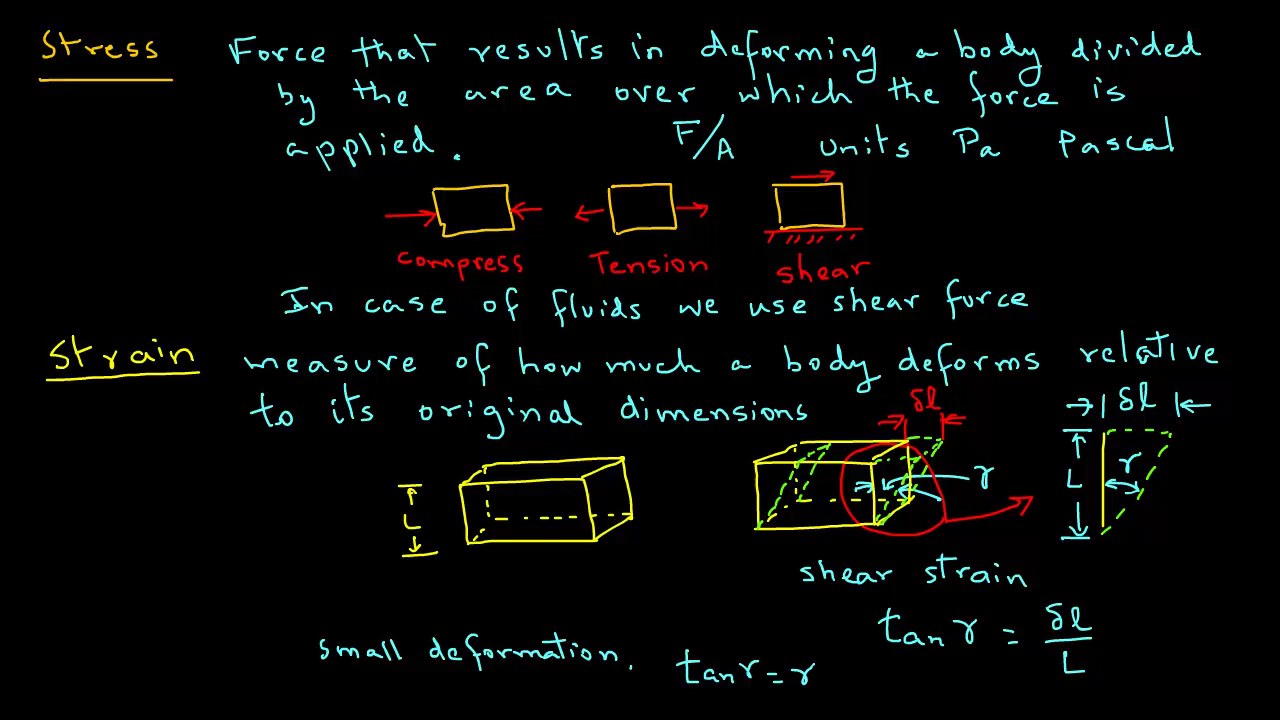 Stress Force that results in deforming a body divided
by the area over which the force is
applied. F/A units Pa Pascal
compress Tension shear
In case of fluids we use shear force
Strain measure of how much a body deforms relative
to its original dimensions
δl
δl
L
γ
L
γ
shear strain
tan γ = δl/L
small deformation. tan γ = γ